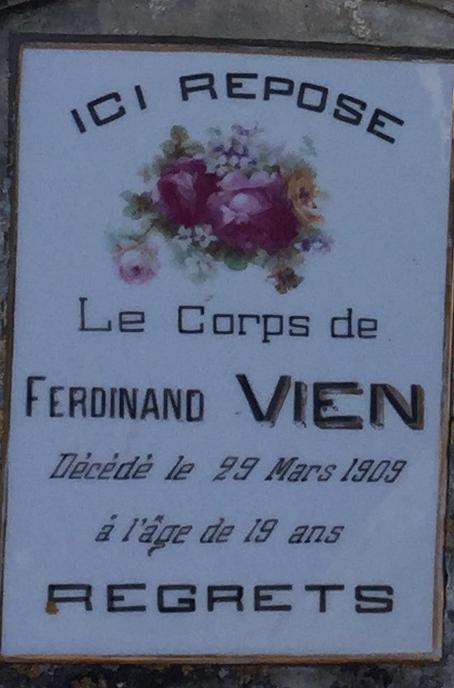 ICI REPOSE
Le Corps de
FERDINAND VIEN
Décédé le 29 Mars 1909
à l'âge de 19 ans
REGRETS